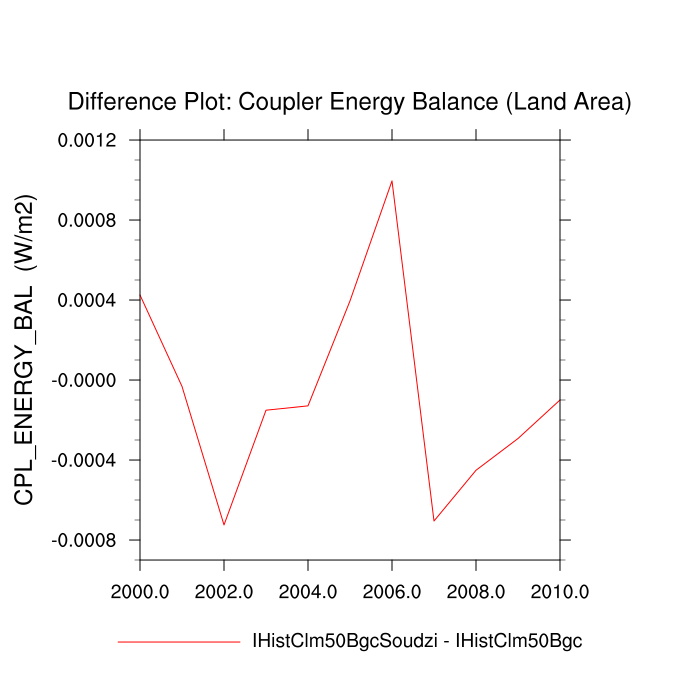 Difference Plot: Coupler Energy Balance (Land Area)
CPL_ENERGY_BAL (W/m2)
0.0012
0.0008
0.0004
-0.0000
-0.0004
-0.0008
2000.0 2002.0 2004.0 2006.0 2008.0 2010.0
IHistClm50BgcSoudzi - IHistClm50Bgc